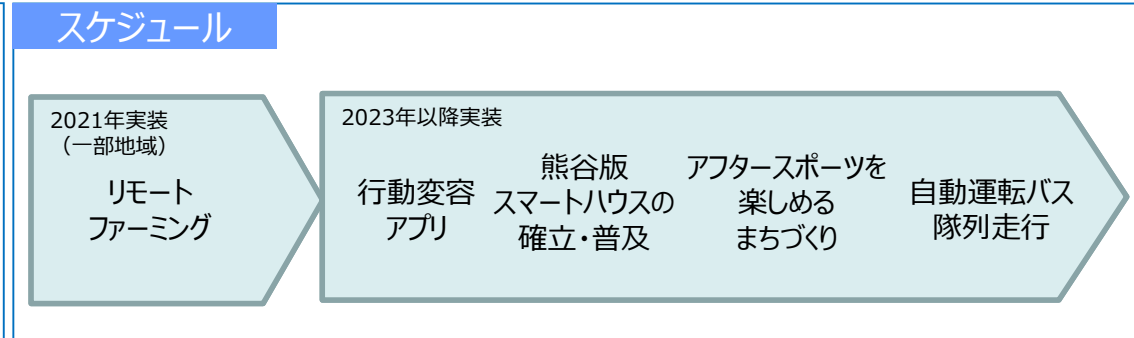 スケジュール
2021年実装
（一部地域）
リモート
ファーミング
2023年以降実装
行動変容
アプリ
熊谷版
スマートハウスの
確立・普及
アフタースポーツを
楽しめる
まちづくり
自動運転バス
隊列走行